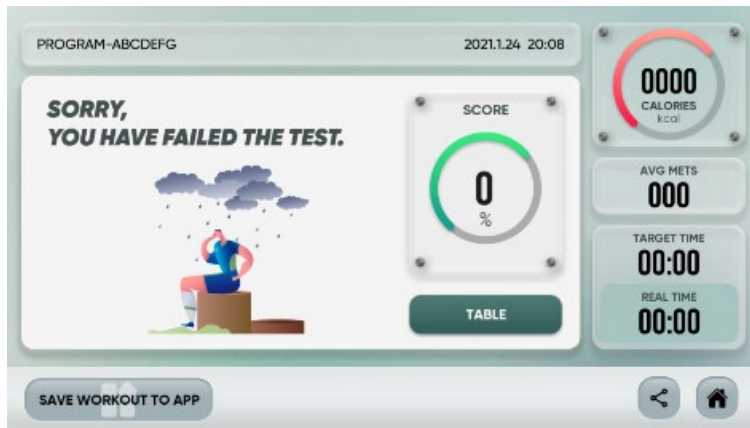 PROGRAM-ABCDEFG
2021.1.24 20:08
SORRY,
YOU HAVE FAILED THE TEST.
SCORE
0
%
TABLE
0000
CALORIES
kcal
AVG METS
000
TARGET TIME
00:00
REAL TIME
00:00
SAVE WORKOUT TO APP